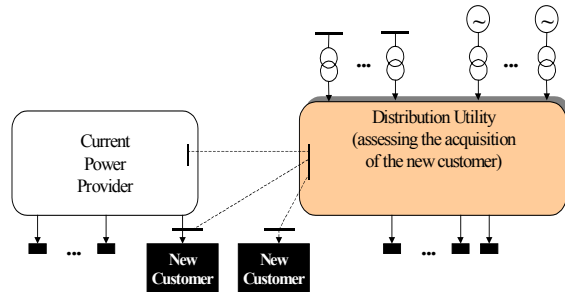 ~
~
...
...
Distribution Utility
(assessing the acquisition
of the new customer)
Current
Power
Provider
...
...
New
Customer
New
Customer